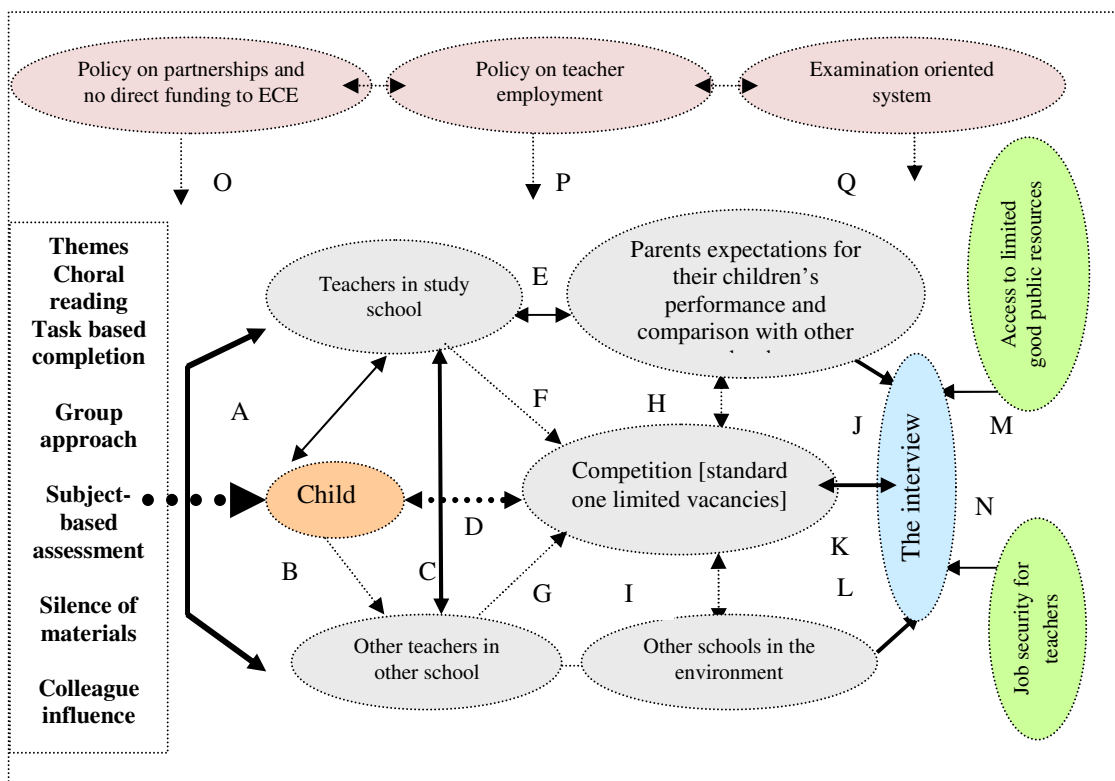 Policy on partnerships and
no direct funding to ECE
Policy on teacher
employment
Examination oriented
system
O
P
Q
Access to limited
good public resources
Themes
Choral
reading
Task based
completion
Group
approach
Subject-
based
assessment
Silence of
materials
Colleague
influence
Teachers in study
school
E
Parents expectations for
their children's
performance and
comparison with other
A
F
H
J
M
Child
D
Competition [standard
one limited vacancies]
The interview
N
K
B
C
G
I
L
Other teachers in
other school
Other schools in the
environment
Job security for
teachers